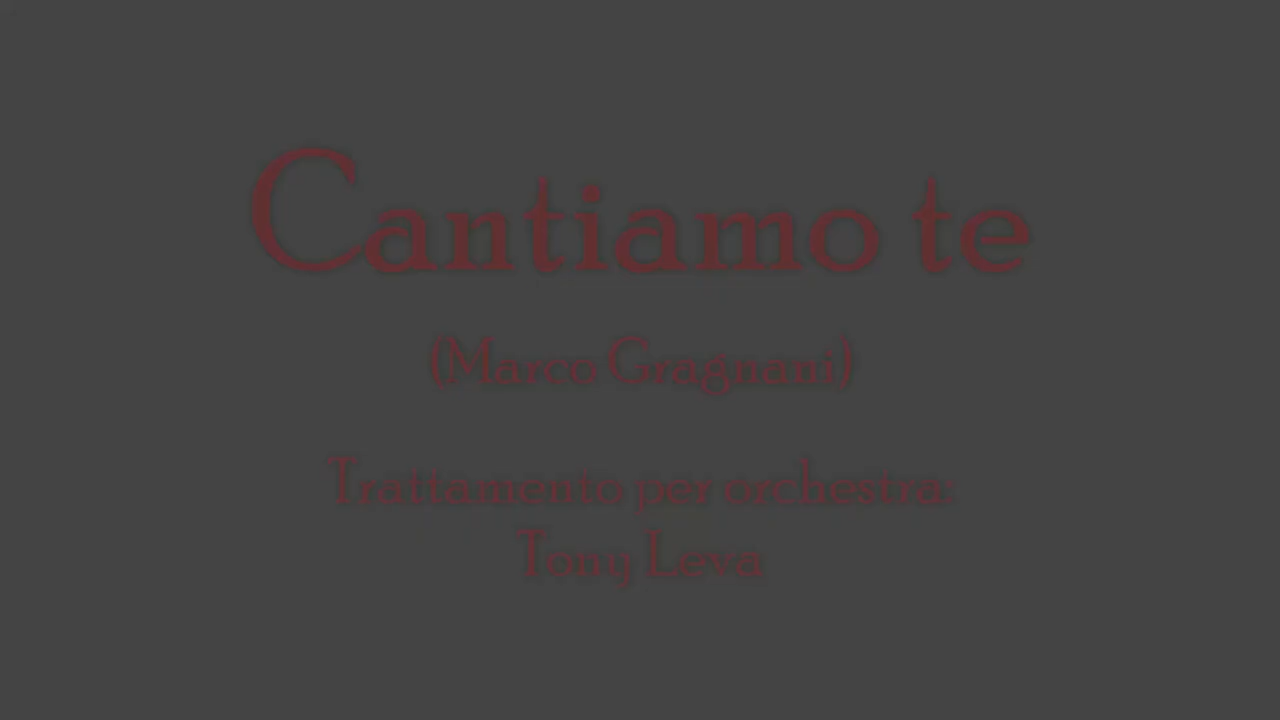 Cantiamo te
(Marco Gragnani)
Trattamento per orchestra:
Tony Leva